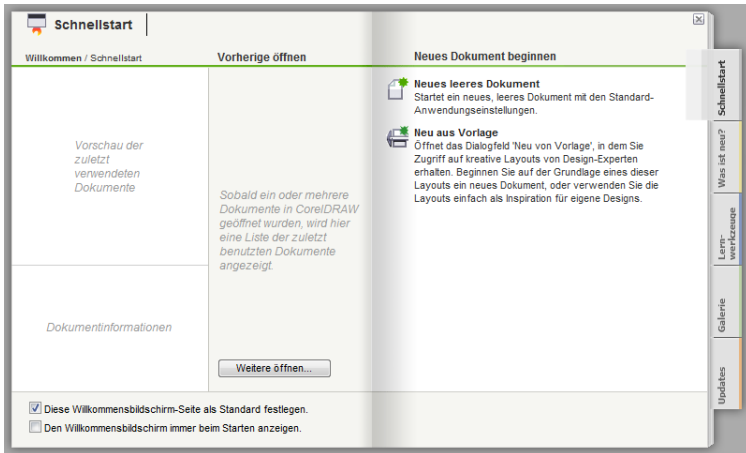 Schnellstart
Willkommen / Schnellstart
Vorschau der
zuletzt
verwendeten
Dokumente
Dokumentinformationen
Vorherige öffnen
Sobald ein oder mehrere
Dokumente in CorelDRAW
geöffnet wurden, wird hier
eine Liste der zuletzt
benutzten Dokumente
angezeigt.
Weitere öffnen...
Neues Dokument beginnen
Neues leeres Dokument
Startet ein neues, leeres Dokument mit den Standard-
Anwendungseinstellungen.
Neu aus Vorlage
Öffnet das Dialogfeld 'Neu von Vorlage', in dem Sie
Zugriff auf kreative Layouts von Design-Experten
erhalten. Beginnen Sie auf der Grundlage eines dieser
Layouts ein neues Dokument, oder verwenden Sie die
Layouts einfach als Inspiration für eigene Designs.
Schnellstart
Was ist neu?
Lern-
werkzeuge
Galerie
Updates
Diese Willkommensbildschirm-Seite als Standard festlegen.
Den Willkommensbildschirm immer beim Starten anzeigen.